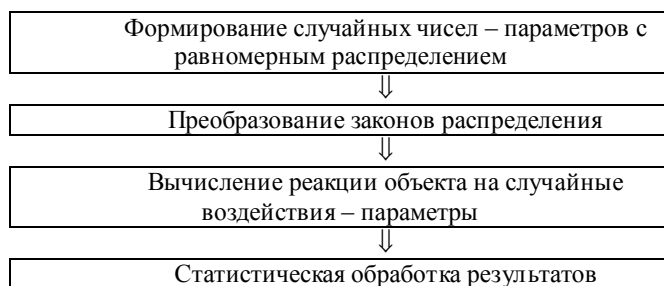 Формирование случайных чисел – параметров с
равномерным распределением
⇓
Преобразование законов распределения
⇓
Вычисление реакции объекта на случайные
воздействия – параметры
⇓
Статистическая обработка результатов